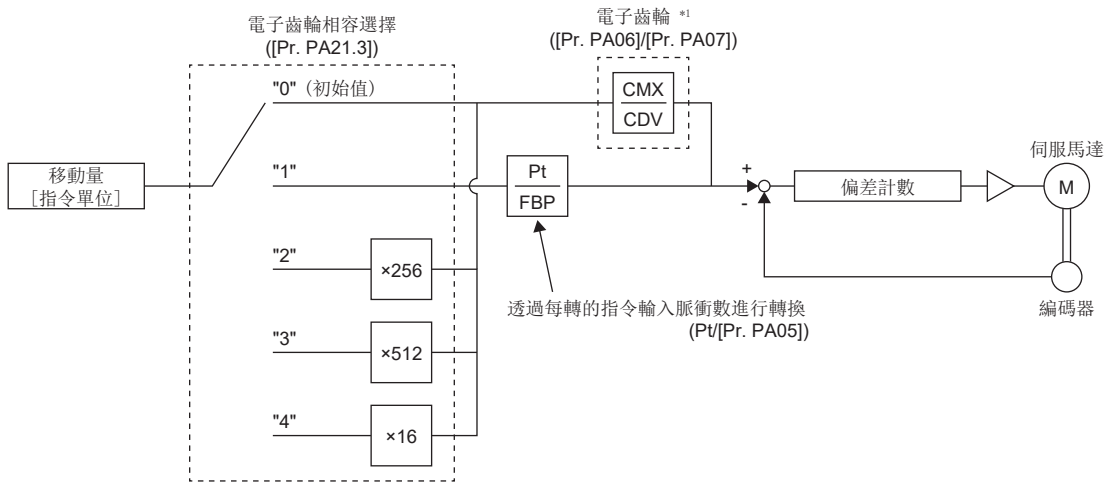 電子齒輪相容選擇
([Pr. PA21.3])
電子齒輪 *1
([Pr. PA06]/[Pr. PA07])
"0"（初始值）
CMX
CDV
移動量
［指令單位］
"1"
Pt
FBP
+
-
偏差計數
伺服馬達
M
"2"
×256
透過每轉的指令輸入脈衝數進行轉換
(Pt/[Pr. PA05])
編碼器
"3"
×512
"4"
×16